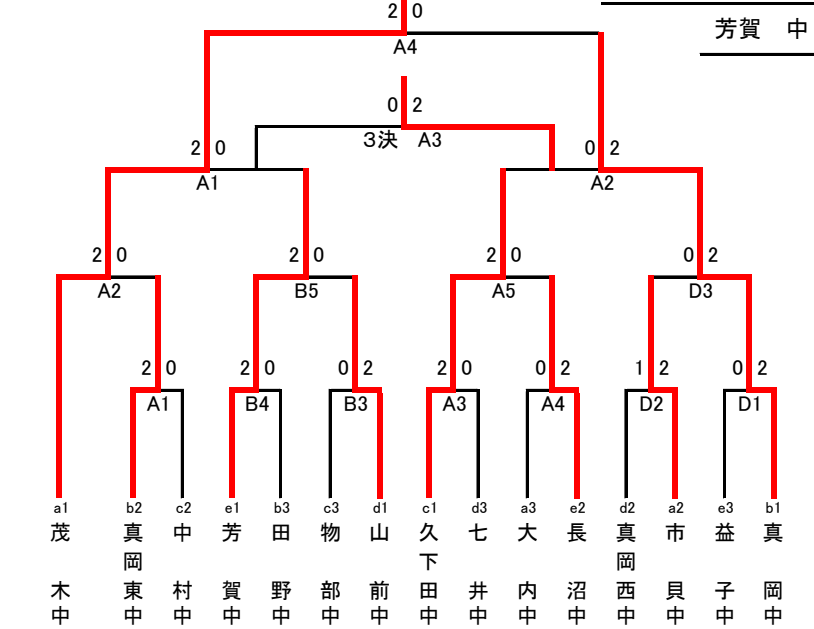 2 0
芳賀 中
A4
0 2
3決 A3
2 0
0 2
A1
A2
2 0
2 0
2 0
0 2
A2
B5
A5
D3
2 0
2 0
0 2
2 0
0 2
1 2
0 2
A1
B4
B3
A3
A4
D2
D1
a1
b2
c2
e1
b3
c3
d1
c1
d3
a3
e2
d2
a2
e3
b1
茂木中
真岡東中
中村中
芳賀中
田野中
物部中
山前中
久下田中
七井中
大内中
長沼中
真岡西中
市貝中
益子中
真岡中